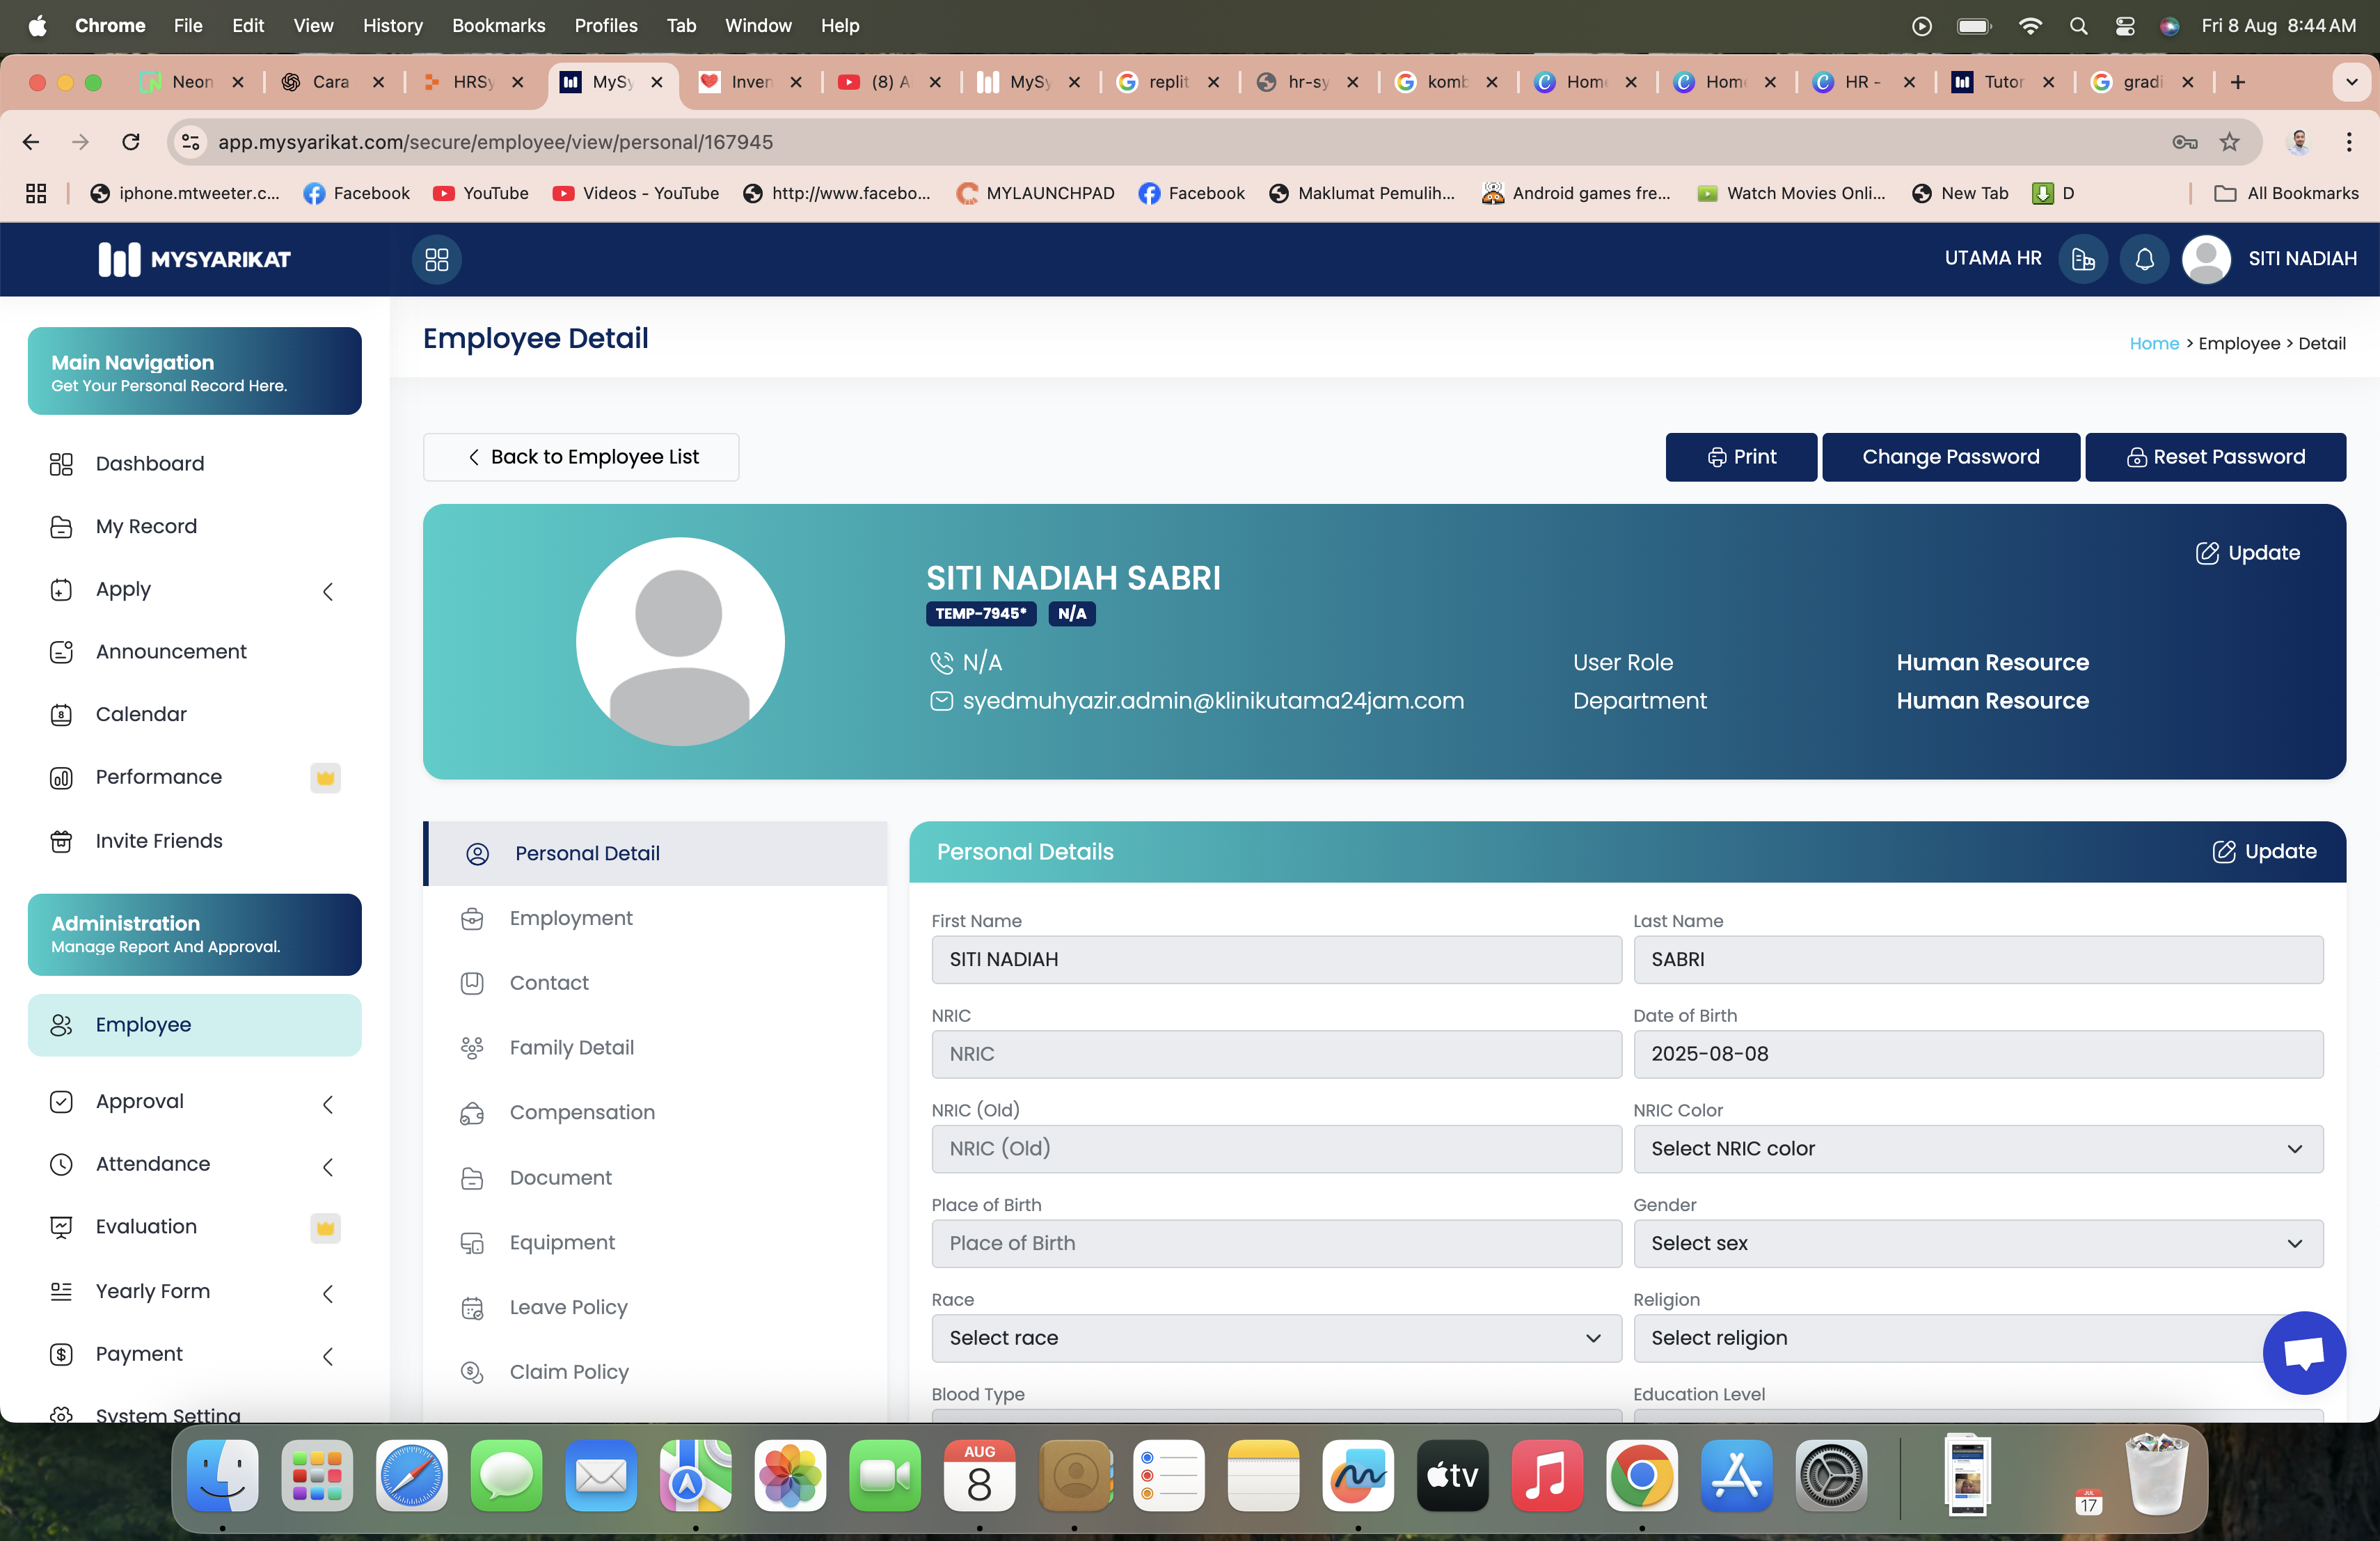 Chrome File Edit View History Bookmarks Profiles Tab Window Help Fri 8 Aug 8:44 AM
Neon Cara HRSy MySy Inven (8) A MySy replit hr-sy komb Home Home HR - Tutor gradi
app.mysyarikat.com/secure/employee/view/personal/167945
iphone.mtweeter.c... Facebook YouTube Videos - YouTube http://www.facebo... MYLAUNCHPAD Facebook Maklumat Pemulih... Android games fre... Watch Movies Onli... New Tab D All Bookmarks
MYSYARIKAT UTAMA HR SITI NADIAH
Employee Detail
Home > Employee > Detail
Main Navigation
Get Your Personal Record Here.
Dashboard
My Record
Apply
Announcement
Calendar
8
Performance
Invite Friends
Administration
Manage Report And Approval.
Employee
Approval
Attendance
Evaluation
Yearly Form
Payment
System Setting
Back to Employee List
Print
Change Password
Reset Password
Update
SITI NADIAH SABRI
TEMP-7945* N/A
N/A
syedmuhyazir.admin@klinikutama24jam.com
User Role Human Resource
Department Human Resource
Personal Detail
Employment
Contact
Family Detail
Compensation
Document
Equipment
Leave Policy
Claim Policy
Personal Details
Update
First Name Last Name
SITI NADIAH SABRI
NRIC Date of Birth
NRIC 2025-08-08
NRIC (Old) NRIC Color
NRIC (Old) Select NRIC color
Place of Birth Gender
Place of Birth Select sex
Race Religion
Select race Select religion
Blood Type Education Level
AUG
8
tv
JUL
17